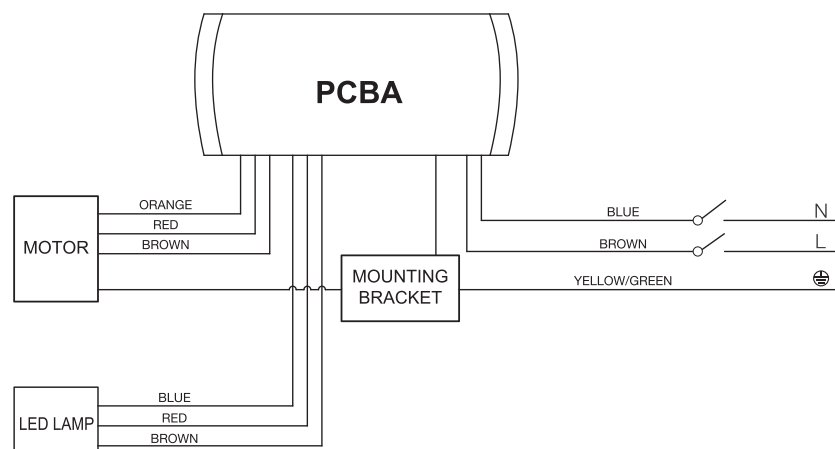 PCBA
ORANGE
RED
BROWN
MOTOR
BLUE
N
BROWN
L
MOUNTING
BRACKET
YELLOW/GREEN
LED LAMP
BLUE
RED
BROWN